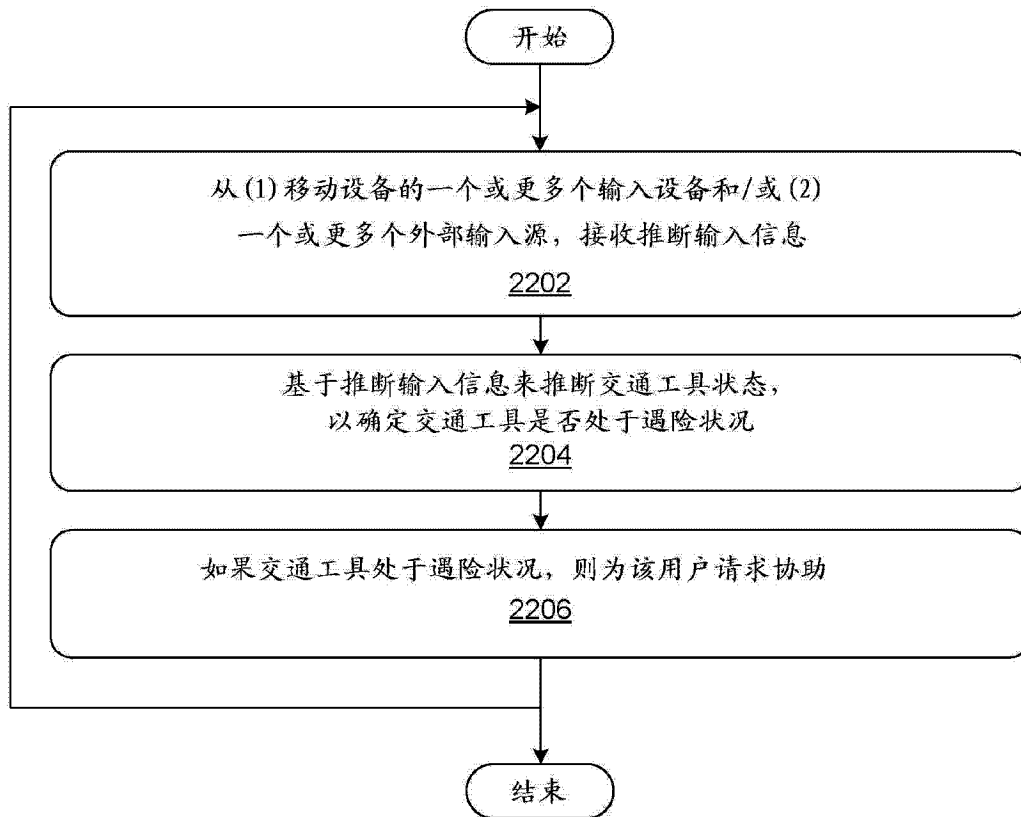 开始
从(1)移动设备的一个或更多个输入设备和/或(2)
一个或更多个外部输入源，接收推断输入信息
2202
基于推断输入信息来推断交通工具状态，
以确定交通工具是否处于遇险状况
2204
如果交通工具处于遇险状况，则为该用户请求协助
2206
结束